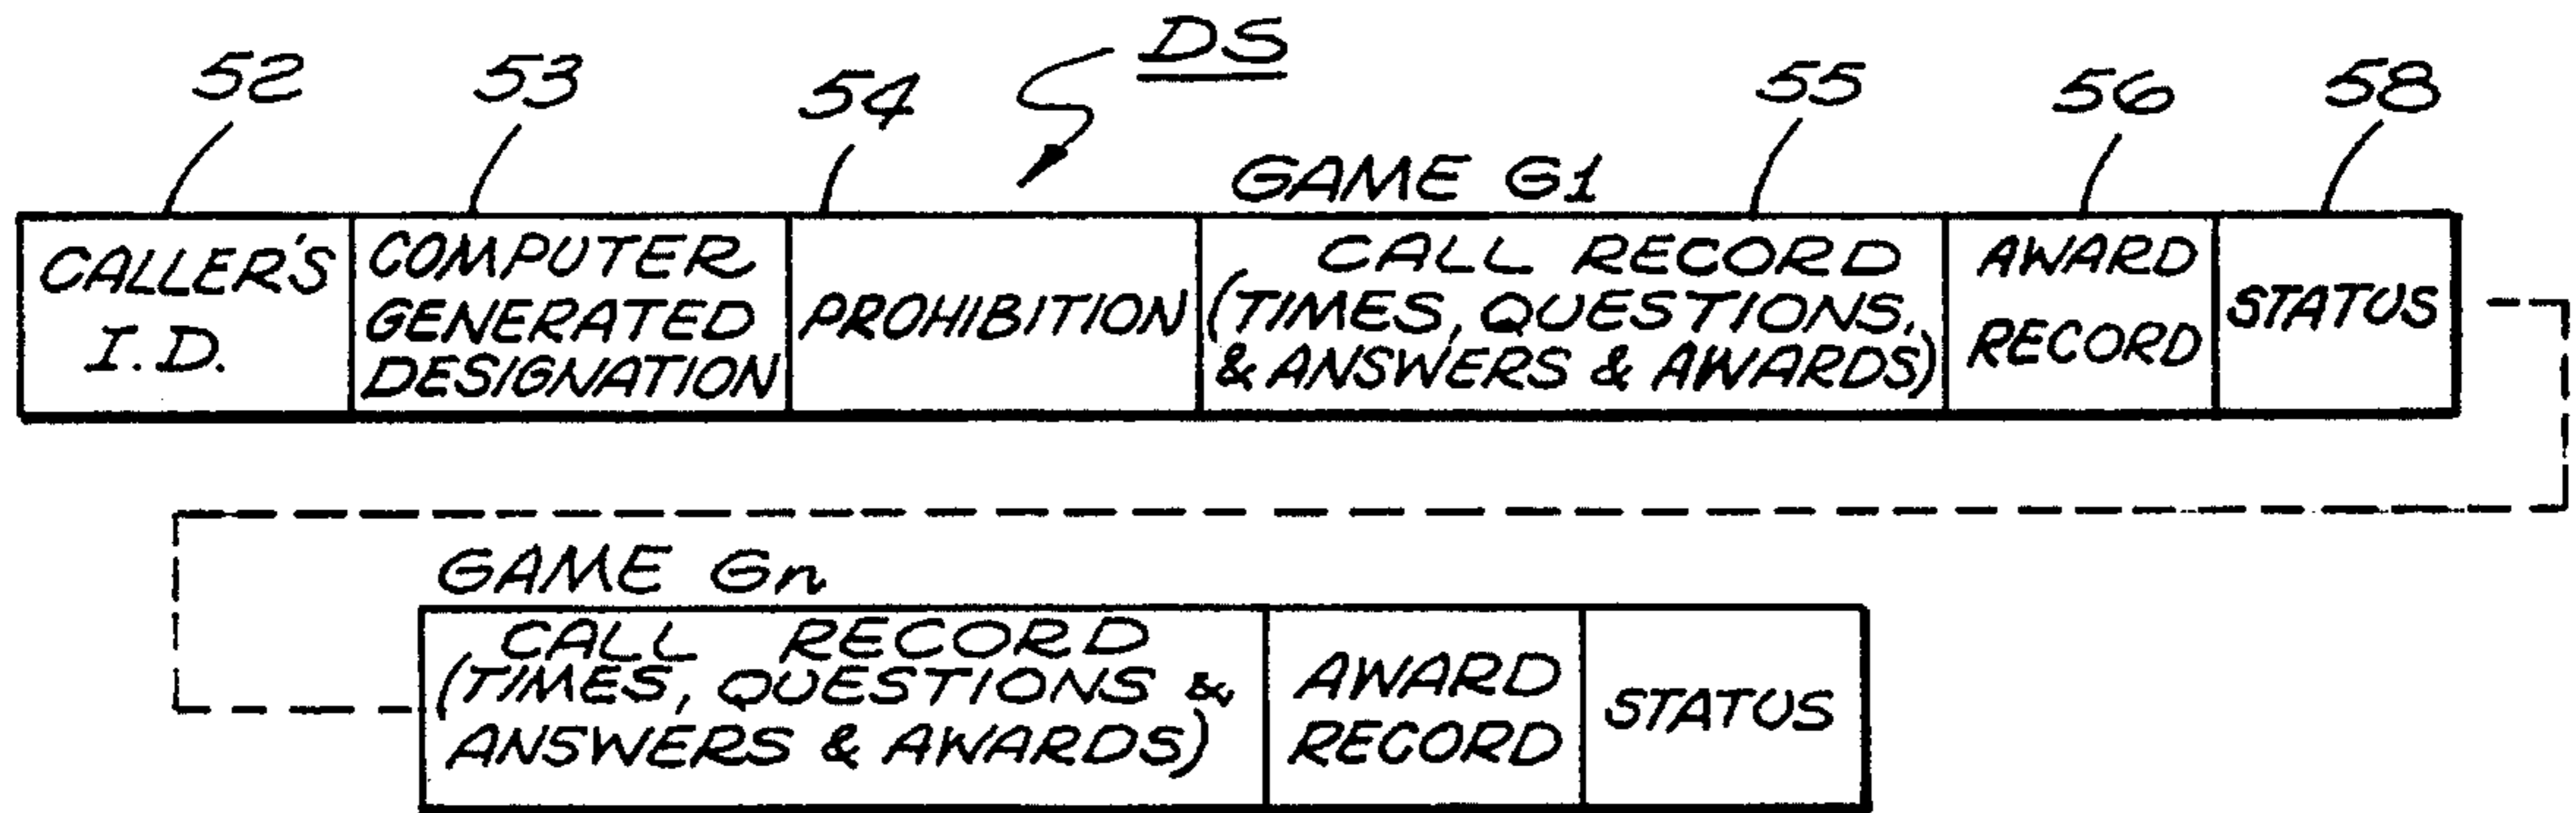 DS
52 53 54 55 56 58
GAME G1
CALLER'S
I.D.
COMPUTER
GENERATED
DESIGNATION
PROHIBITION
CALL RECORD
(TIMES, QUESTIONS,
& ANSWERS & AWARDS)
AWARD
RECORD
STATUS
GAME Gn
CALL RECORD
(TIMES, QUESTIONS &
ANSWERS & AWARDS)
AWARD
RECORD
STATUS